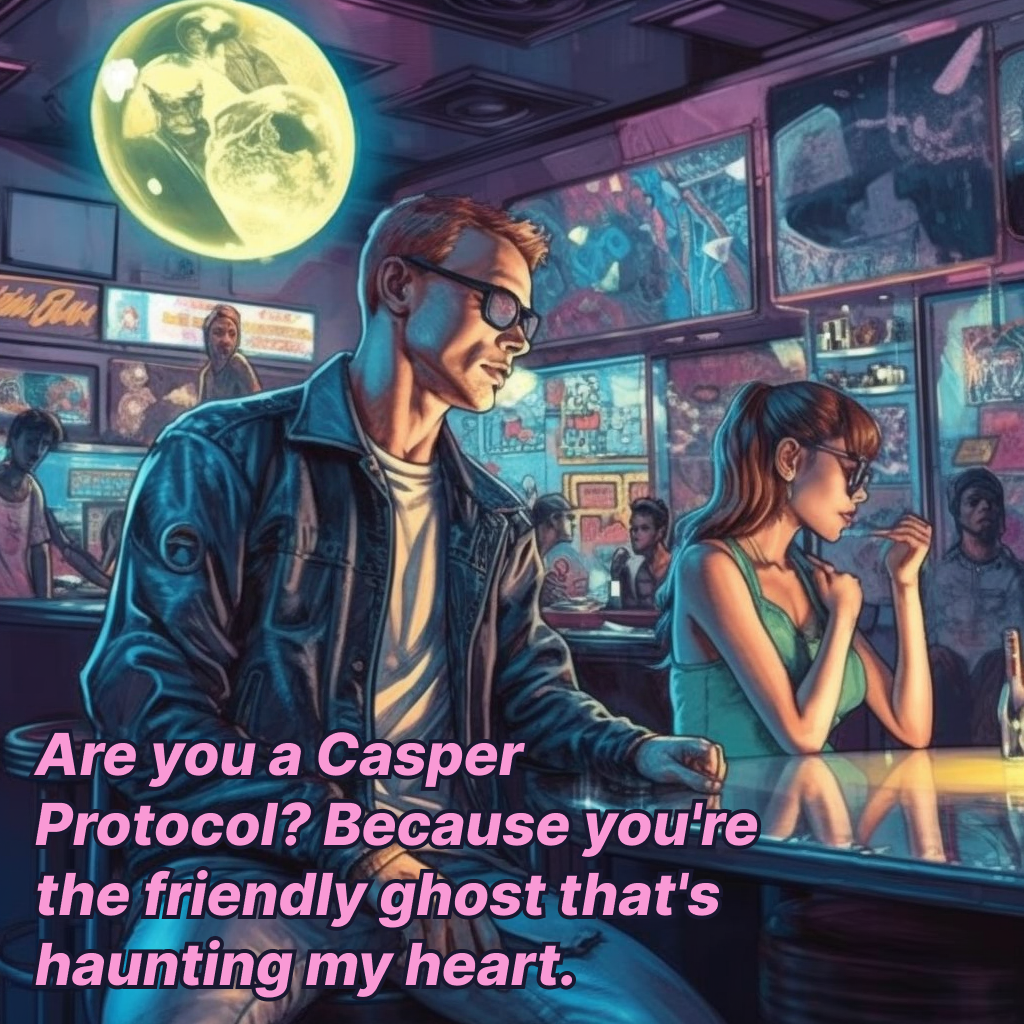 Are you a Casper
Protocol? Because you're
the friendly ghost that's
haunting my heart.